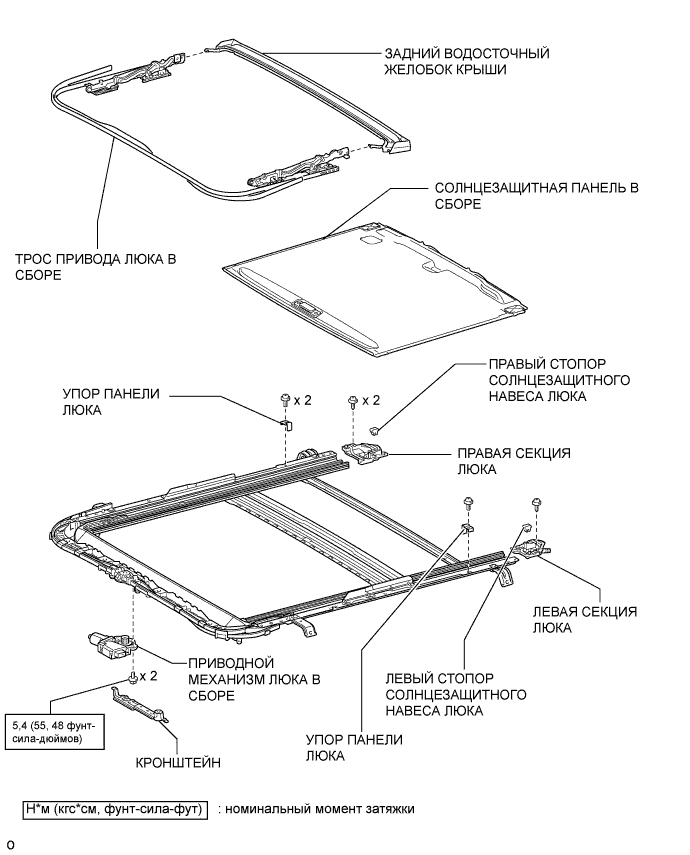 ЗАДНИЙ ВОДОСТОЧНЫЙ
ЖЕЛОБОК КРЫШИ
СОЛНЦЕЗАЩИТНАЯ ПАНЕЛЬ В
СБОРЕ
ТРОС ПРИВОДА ЛЮКА В
СБОРЕ
ПРАВЫЙ СТОПОР
СОЛНЦЕЗАЩИТНОГО
НАВЕСА ЛЮКА
УПОР ПАНЕЛИ
ЛЮКА
x 2
x 2
ПРАВАЯ СЕКЦИЯ
ЛЮКА
ЛЕВАЯ СЕКЦИЯ
ЛЮКА
ПРИВОДНОЙ
МЕХАНИЗМ ЛЮКА В
СБОРЕ
x 2
ЛЕВЫЙ СТОПОР
СОЛНЦЕЗАЩИТНОГО
НАВЕСА ЛЮКА
5,4 (55, 48 фунт-
сила-дюймов)
УПОР ПАНЕЛИ
ЛЮКА
КРОНШТЕЙН
Н*м (кгс*см, фунт-сила-фут) : номинальный момент затяжки
O